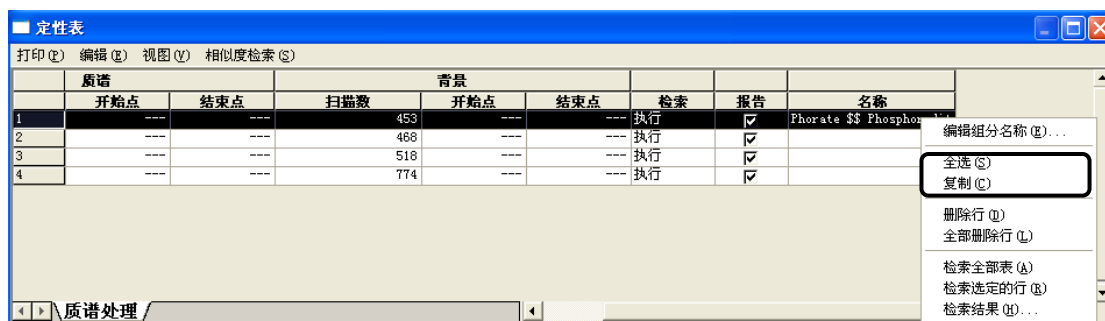 定性表
打印(P) 编辑(E) 视图(V) 相似度检索(S)
质谱 背景
开始点 结束点 扫描数 开始点 结束点 检索 报告 名称
1 --- --- 453 --- --- 执行 Phorate $$ Phosphorodit
2 --- --- 468 --- --- 执行
3 --- --- 518 --- --- 执行
4 --- --- 774 --- --- 执行
编辑组分名称(E)...
全选(S)
复制(C)
删除行(D)
全部删除行(L)
检索全部表(A)
检索选定的行(R)
检索结果(H)...
质谱处理